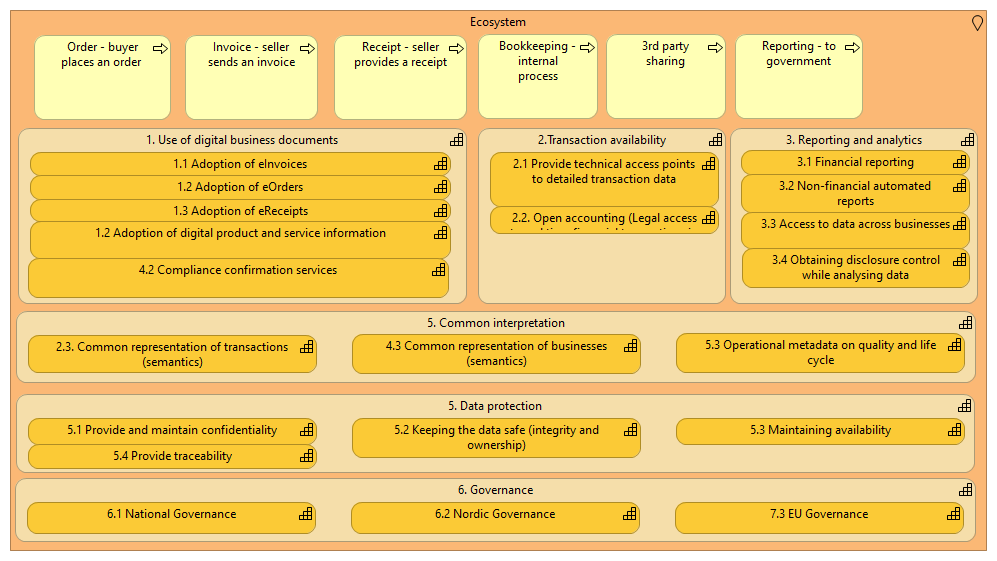 Ecosystem
Order - buyer
places an order
Invoice - seller
sends an invoice
Receipt - seller
provides a receipt
Bookkeeping -
internal
process
3rd party
sharing
Reporting - to
government
1. Use of digital business documents
1.1 Adoption of eInvoices
1.2 Adoption of eOrders
1.3 Adoption of eReceipts
1.2 Adoption of digital product and service information
4.2 Compliance confirmation services
2.Transaction availability
2.1 Provide technical access points
to detailed transaction data
2.2. Open accounting (Legal access
3. Reporting and analytics
3.1 Financial reporting
3.2 Non-financial automated
reports
3.3 Access to data across businesses
3.4 Obtaining disclosure control
while analysing data
5. Common interpretation
2.3. Common representation of transactions
(semantics)
4.3 Common representation of businesses
(semantics)
5.3 Operational metadata on quality and life
cycle
5. Data protection
5.1 Provide and maintain confidentiality
5.4 Provide traceability
5.2 Keeping the data safe (integrity and
ownership)
5.3 Maintaining availability
6. Governance
6.1 National Governance
6.2 Nordic Governance
7.3 EU Governance